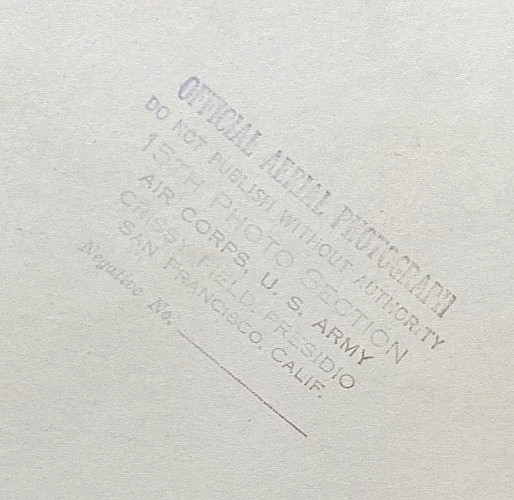 OFFICIAL AERIAL PHOTOGRAPH
DO NOT PUBLISH WITHOUT AUTHORITY
15TH PHOTO SECTION
AIR CORPS, U. S. ARMY
CRISSY FIELD, PRESIDIO
SAN FRANCISCO, CALIF.
Negative No.